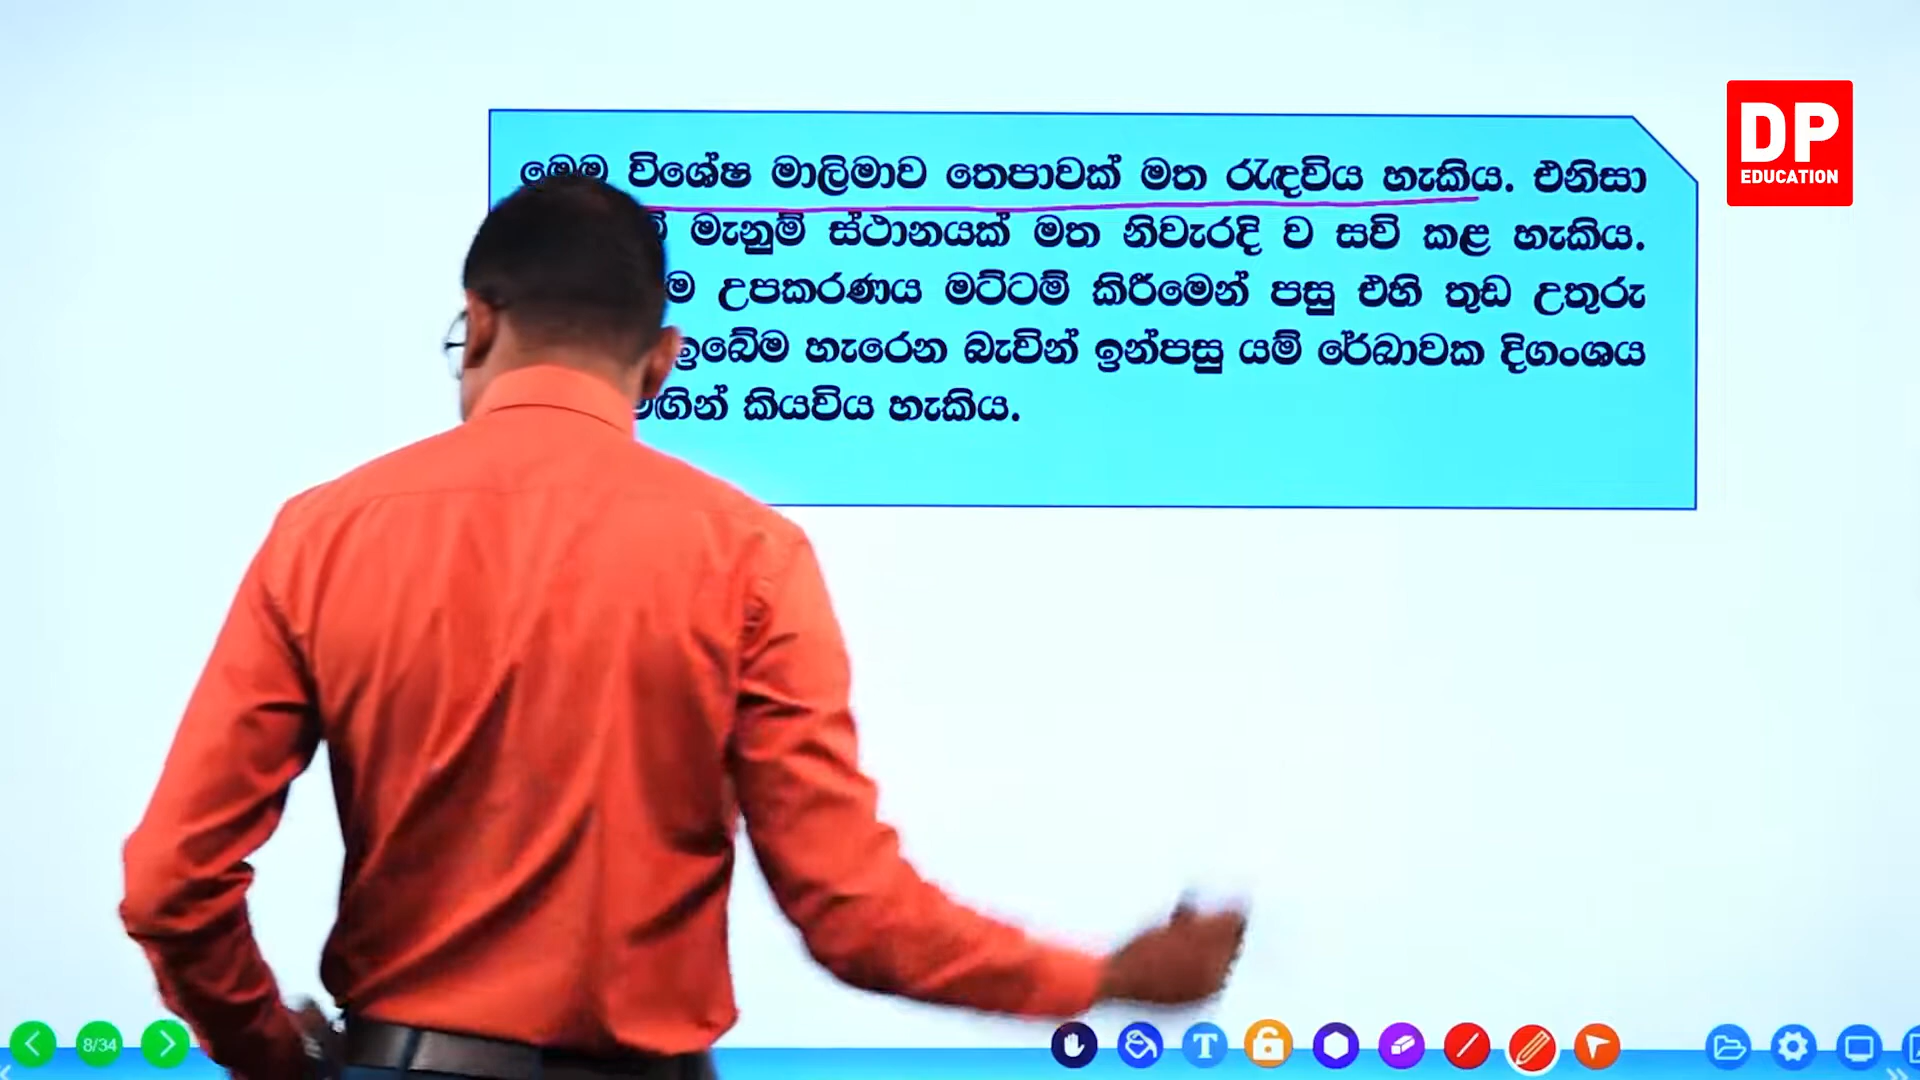 මෙම විශේෂ මාලිමාව තෙපාවක් මත රැඳවිය හැකිය. එනිසා
මැනුම් ස්ථානයක් මත නිවැරදි ව සවි කළ හැකිය.
උපකරණය මට්ටම් කිරීමෙන් පසු එහි තුඩ උතුරු
ඉබේම හැරෙන බැවින් ඉන්පසු යම් රේඛාවක දිගංශය
කියවිය හැකිය.
DP
EDUCATION
8/34
T